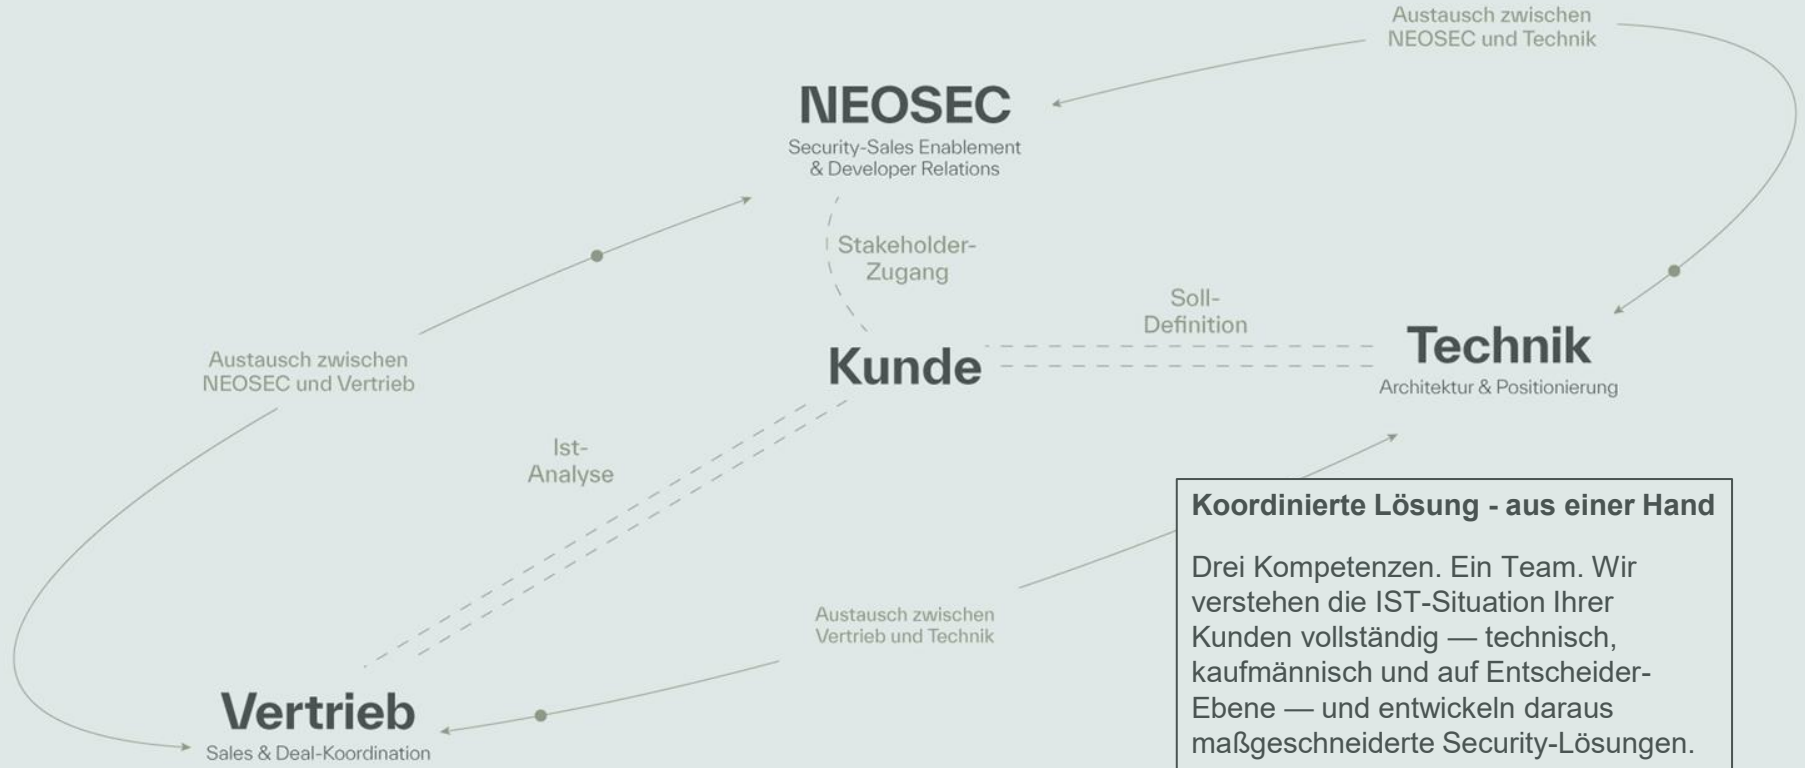 Austausch zwischen
NEOSEC und Technik
NEOSEC
Security-Sales Enablement
& Developer Relations
Stakeholder-
Zugang
Soll-
Definition
Technik
Architektur & Positionierung
Kunde
Austausch zwischen
NEOSEC und Vertrieb
Ist-
Analyse
Koordinierte Lösung - aus einer Hand
Drei Kompetenzen. Ein Team. Wir
verstehen die IST-Situation Ihrer
Kunden vollständig — technisch,
kaufmännisch und auf Entscheider-
Ebene — und entwickeln daraus
maßgeschneiderte Security-Lösungen.
Austausch zwischen
Vertrieb und Technik
Vertrieb
Sales & Deal-Koordination